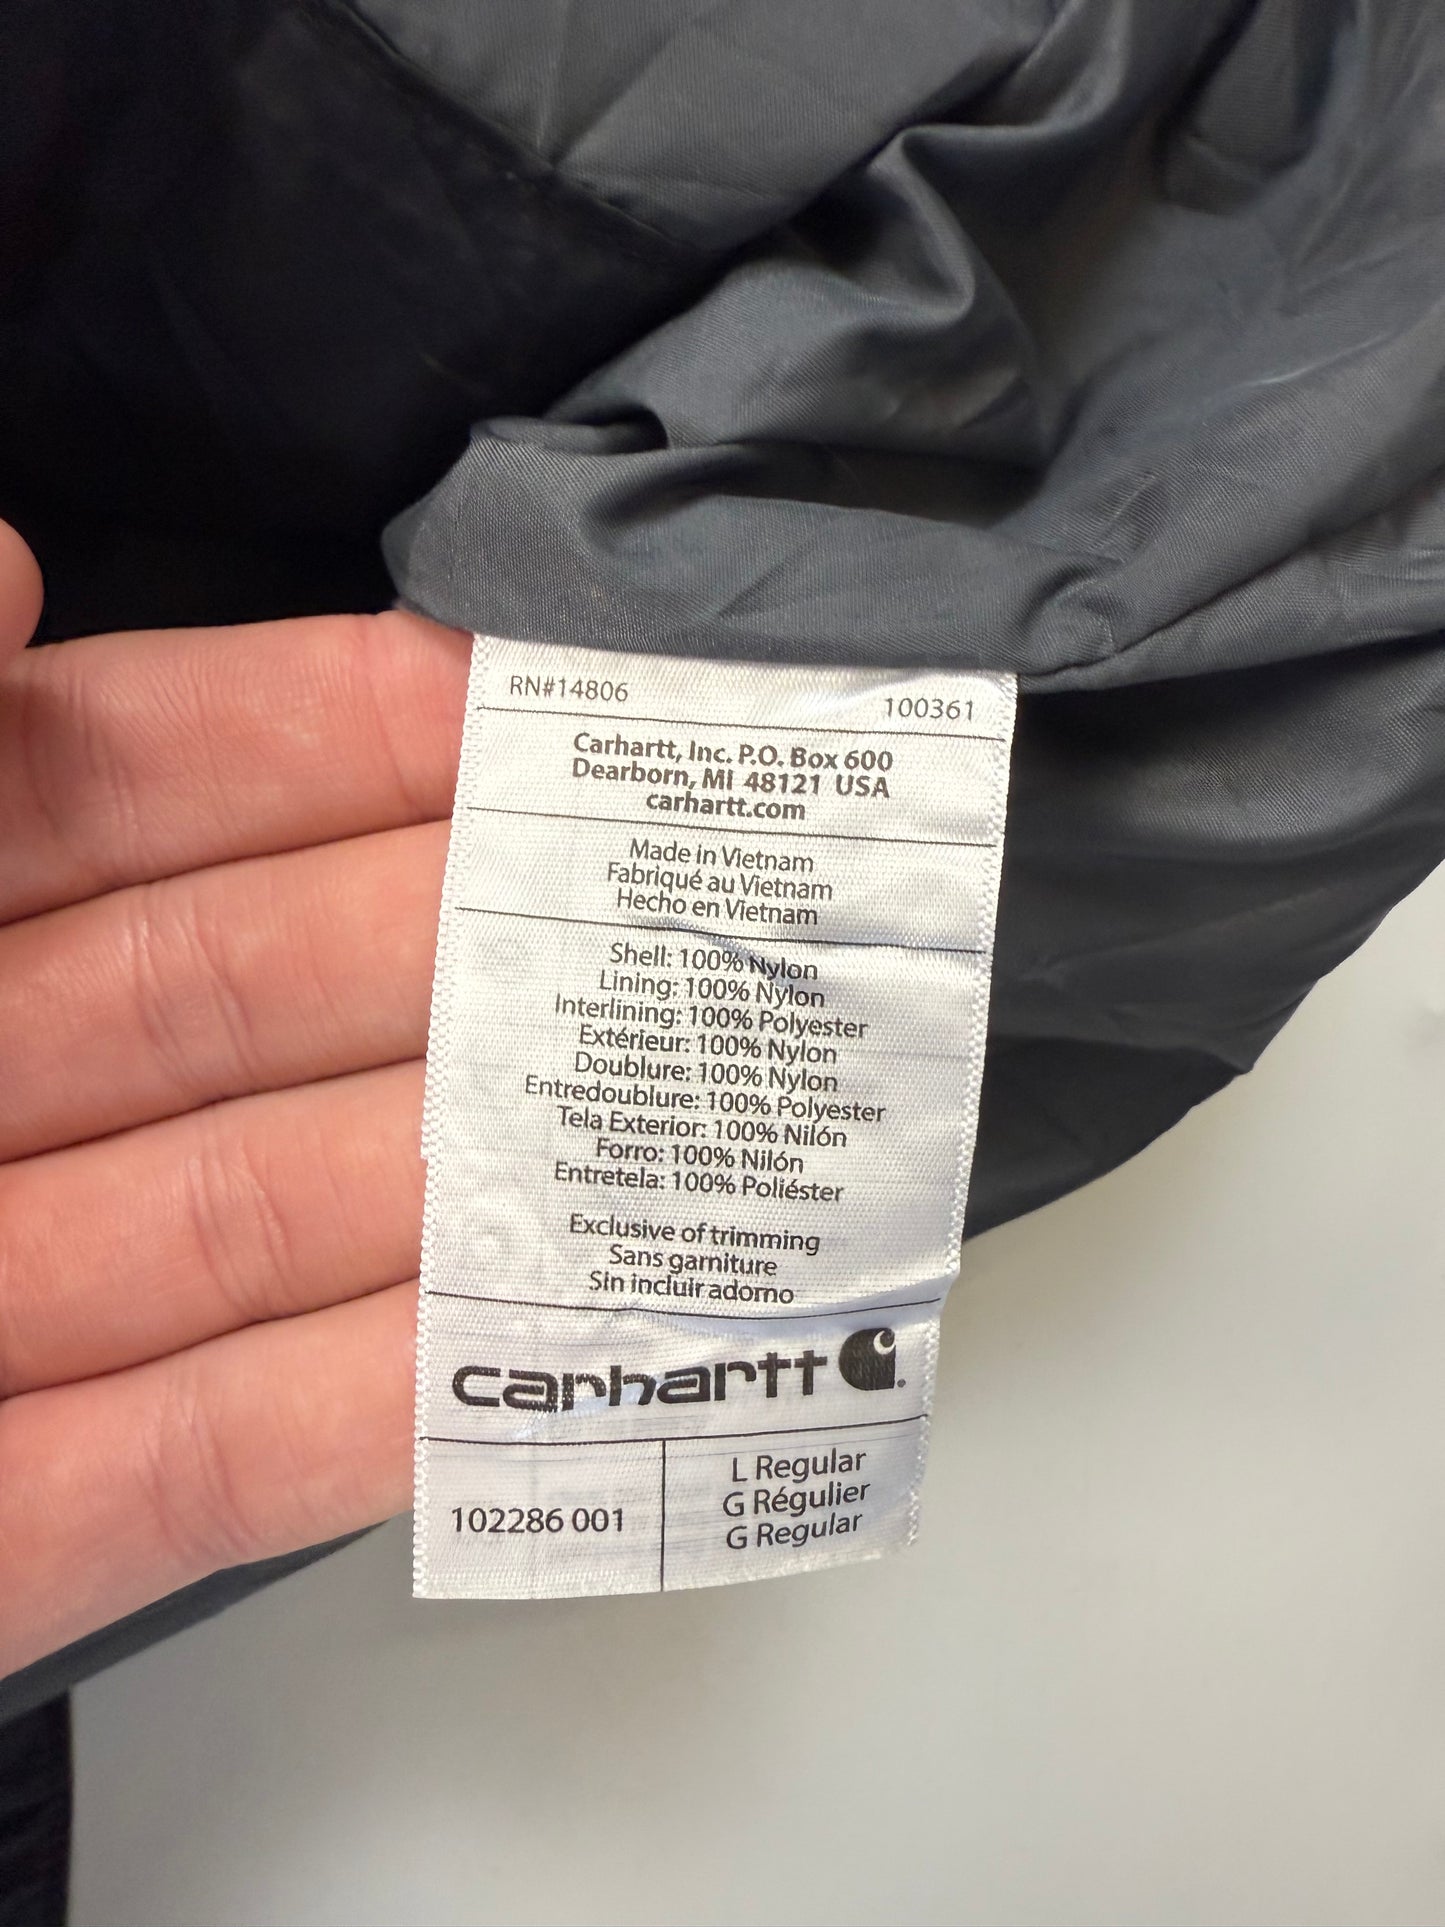 RN#14806 100361
Carhartt, Inc. P.O. Box 600
Dearborn, MI 48121 USA
carhartt.com
Made in Vietnam
Fabriqué au Vietnam
Hecho en Vietnam
Shell: 100% Nylon
Lining: 100% Nylon
Interlining: 100% Polyester
Extérieur: 100% Nylon
Doublure: 100% Nylon
Entredoublure: 100% Polyester
Tela Exterior: 100% Nilón
Forro: 100% Nilón
Entretela: 100% Poliéster
Exclusive of trimming
Sans garniture
Sin incluir adorno
carhartt
102286 001
L Regular
G Régulier
G Regular